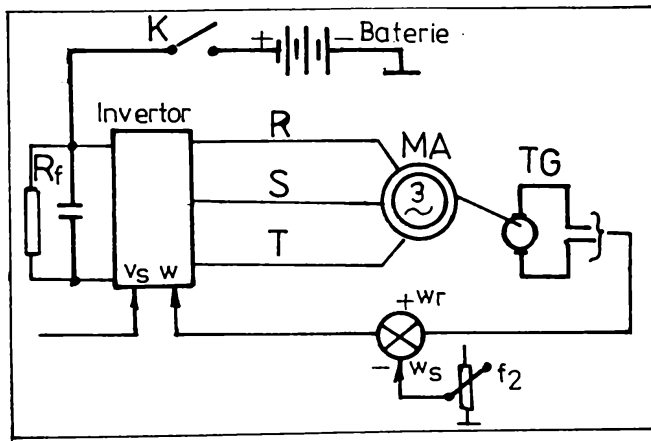 K
+ − Baterie
Invertor
R
MA
TG
Rf
S
3
~
T
vs w
+ wr
− ws
f2